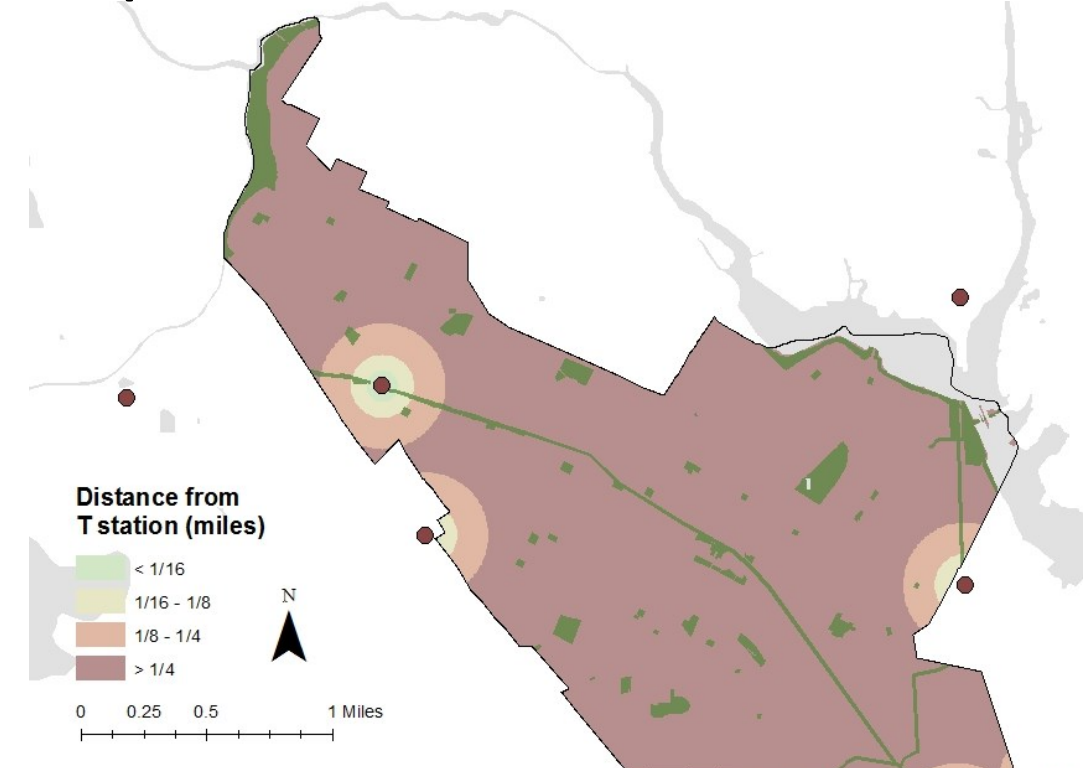 Distance from
T station (miles)
< 1/16
1/16 - 1/8
1/8 - 1/4
> 1/4
N
0 0.25 0.5 1 Miles